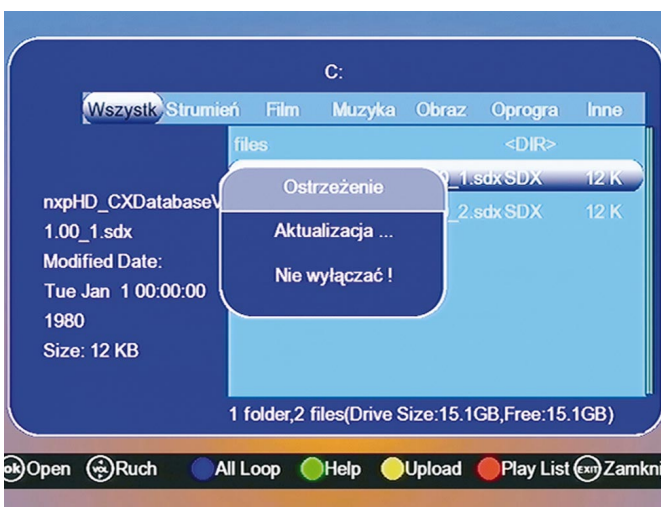 C:
Wszystk Strumień Film Muzyka Obraz Oprogra Inne
files <DIR>
_1.sdx SDX 12 K
_2.sdx SDX 12 K
nxpHD_CXDatabaseV
1.00_1.sdx
Modified Date:
Tue Jan 1 00:00:00
1980
Size: 12 KB
Ostrzeżenie
Aktualizacja ...
Nie wyłączać !
1 folder,2 files(Drive Size:15.1GB,Free:15.1GB)
ok Open VOL P Ruch All Loop Help Upload Play List EXIT Zamkni